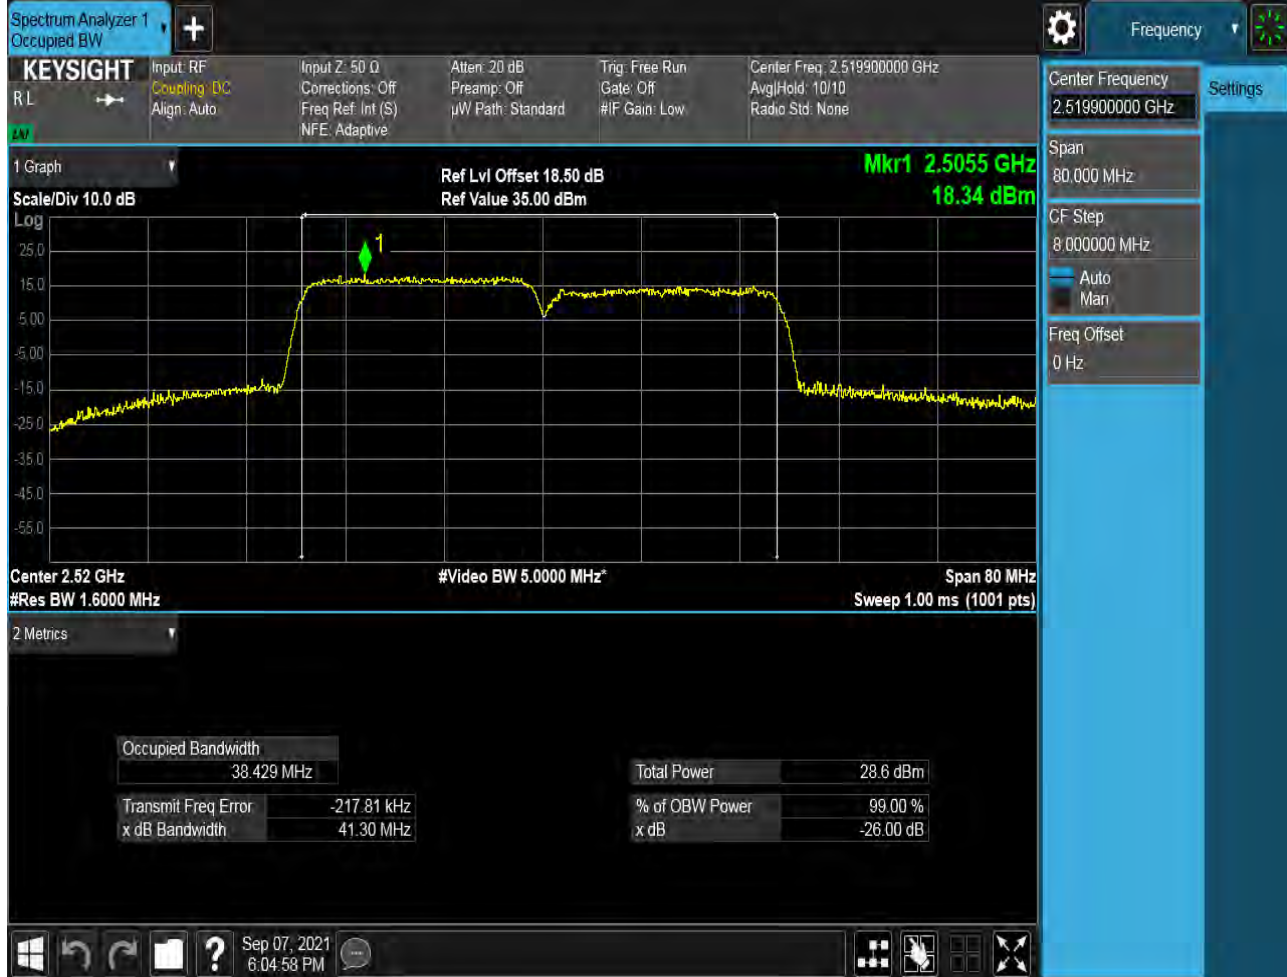 Spectrum Analyzer 1
Occupied BW
Frequency
KEYSIGHT
R L
Input: RF
Coupling: DC
Align: Auto
Input Z: 50 Ω
Corrections: Off
Freq Ref: Int (S)
NFE: Adaptive
Atten: 20 dB
Preamp: Off
µW Path: Standard
Trig: Free Run
Gate: Off
#IF Gain: Low
Center Freq: 2.519900000 GHz
Avg|Hold: 10/10
Radio Std: None
Center Frequency
2.519900000 GHz
Settings
Span
80.000 MHz
CF Step
8.000000 MHz
Auto
Man
Freq Offset
0 Hz
1 Graph
Scale/Div 10.0 dB
Ref Lvl Offset 18.50 dB
Ref Value 35.00 dBm
Mkr1 2.5055 GHz
18.34 dBm
Log
1
25.0
15.0
5.00
-5.00
-15.0
-25.0
-35.0
-45.0
-55.0
Center 2.52 GHz
#Res BW 1.6000 MHz
#Video BW 5.0000 MHz*
Span 80 MHz
Sweep 1.00 ms (1001 pts)
2 Metrics
Occupied Bandwidth
38.429 MHz
Transmit Freq Error -217.81 kHz
x dB Bandwidth 41.30 MHz
Total Power 28.6 dBm
% of OBW Power 99.00 %
x dB -26.00 dB
?
Sep 07, 2021
6:04:58 PM